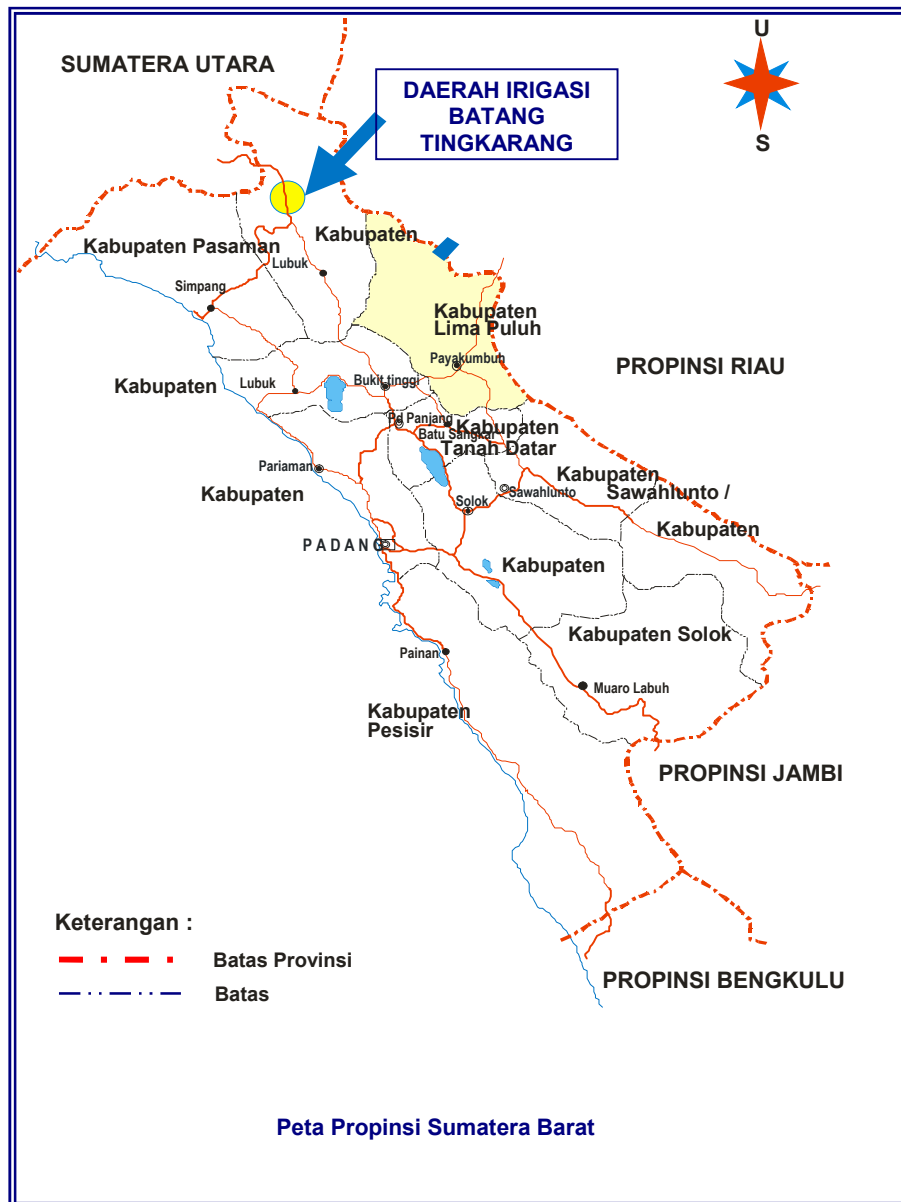 U
SUMATERA UTARA
DAERAH IRIGASI
BATANG
TINGKARANG
S
Kabupaten Pasaman
Kabupaten
Lubuk
Simpang
Kabupaten
Lima Puluh
Payakumbuh
PROPINSI RIAU
Kabupaten
Lubuk
Bukit tinggi
Pd Panjang
Batu Sangkar
Kabupaten
Tanah Datar
Pariaman
Kabupaten
Kabupaten
Sawahlunto /
Sawahlunto
Solok
Kabupaten
PADANG
Kabupaten
Kabupaten Solok
Painan
Muaro Labuh
Kabupaten
Pesisir
PROPINSI JAMBI
Keterangan :
Batas Provinsi
Batas
PROPINSI BENGKULU
Peta Propinsi Sumatera Barat